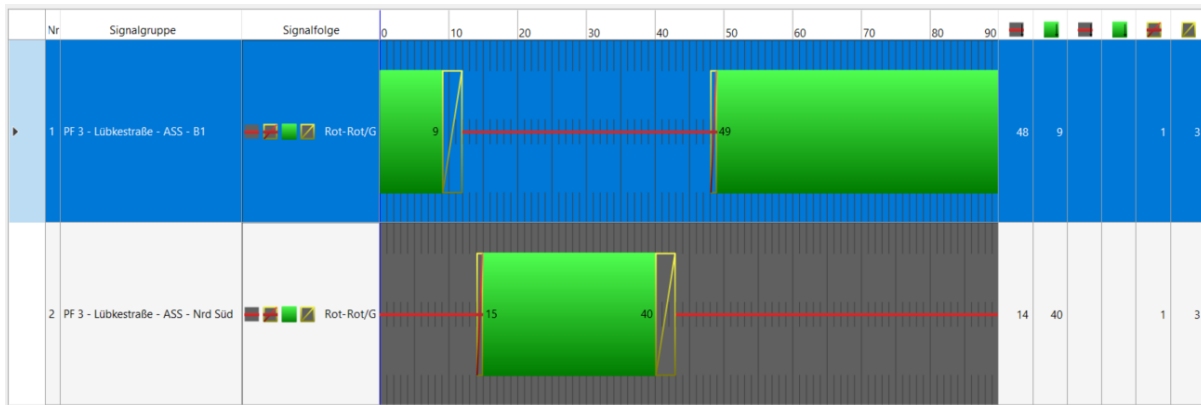 Nr Signalgruppe Signalfolge 0 10 20 30 40 50 60 70 80 90
1 PF 3 - Lübkestraße - ASS - B1 Rot-Rot/G 9 49 48 9 1 3
2 PF 3 - Lübkestraße - ASS - Nrd Süd Rot-Rot/G 15 40 14 40 1 3